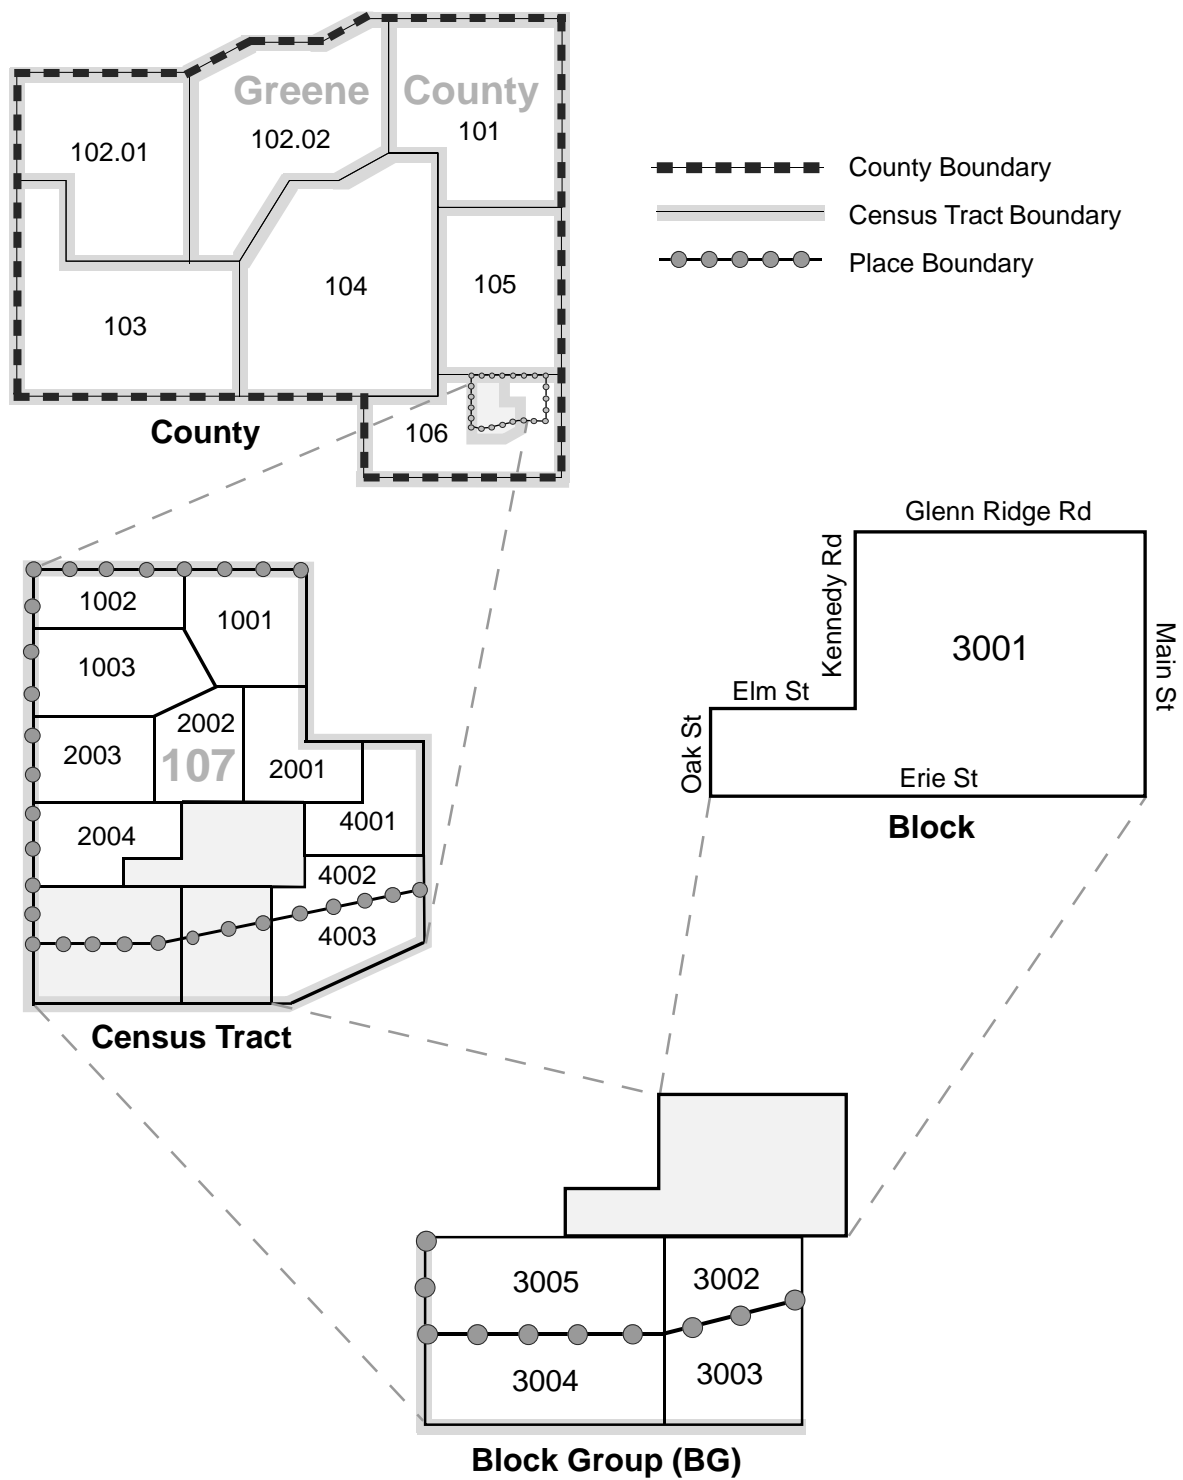 Greene County
102.01
102.02
101
103
104
105
106
County
County Boundary
Census Tract Boundary
Place Boundary
1002
1001
1003
2002
2003
107
2001
2004
4001
4002
4003
Census Tract
Glenn Ridge Rd
Kennedy Rd
3001
Main St
Elm St
Oak St
Erie St
Block
3005
3002
3004
3003
Block Group (BG)